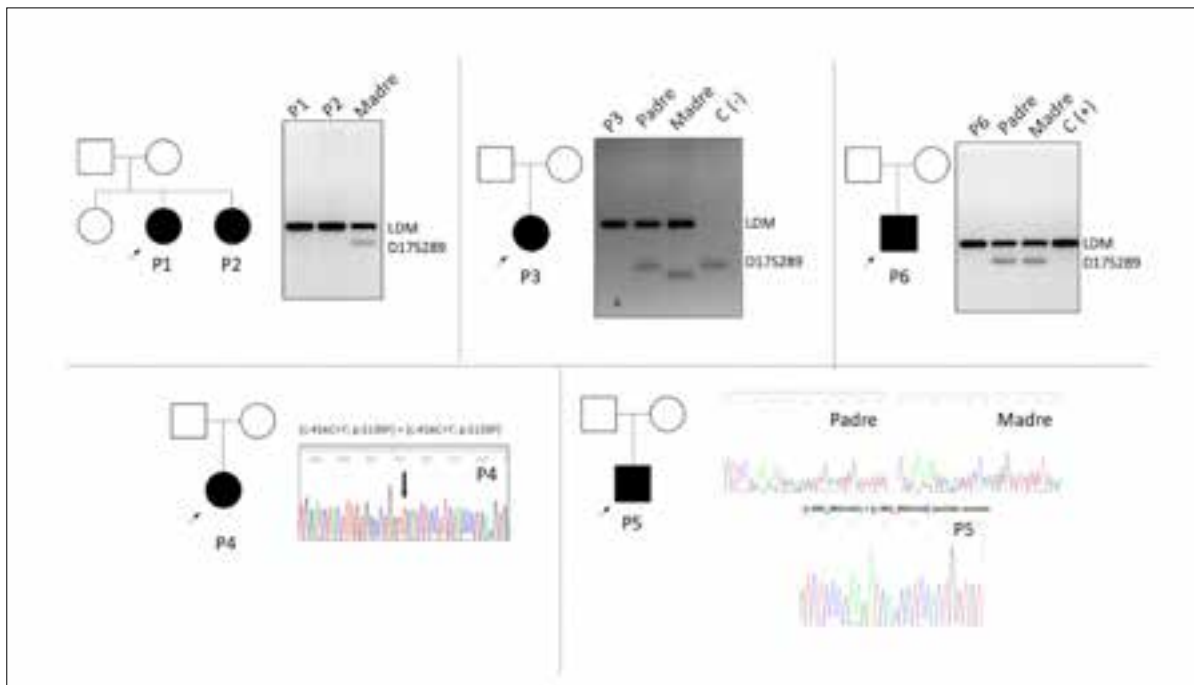 P1 P2 Madre
LDM
D17S289
P1 P2
P3 Padre Madre C (-)
LDM
D17S289
P3
P6 Padre Madre C (+)
LDM
D17S289
P6
P4
P4
Padre Madre
P5
P5